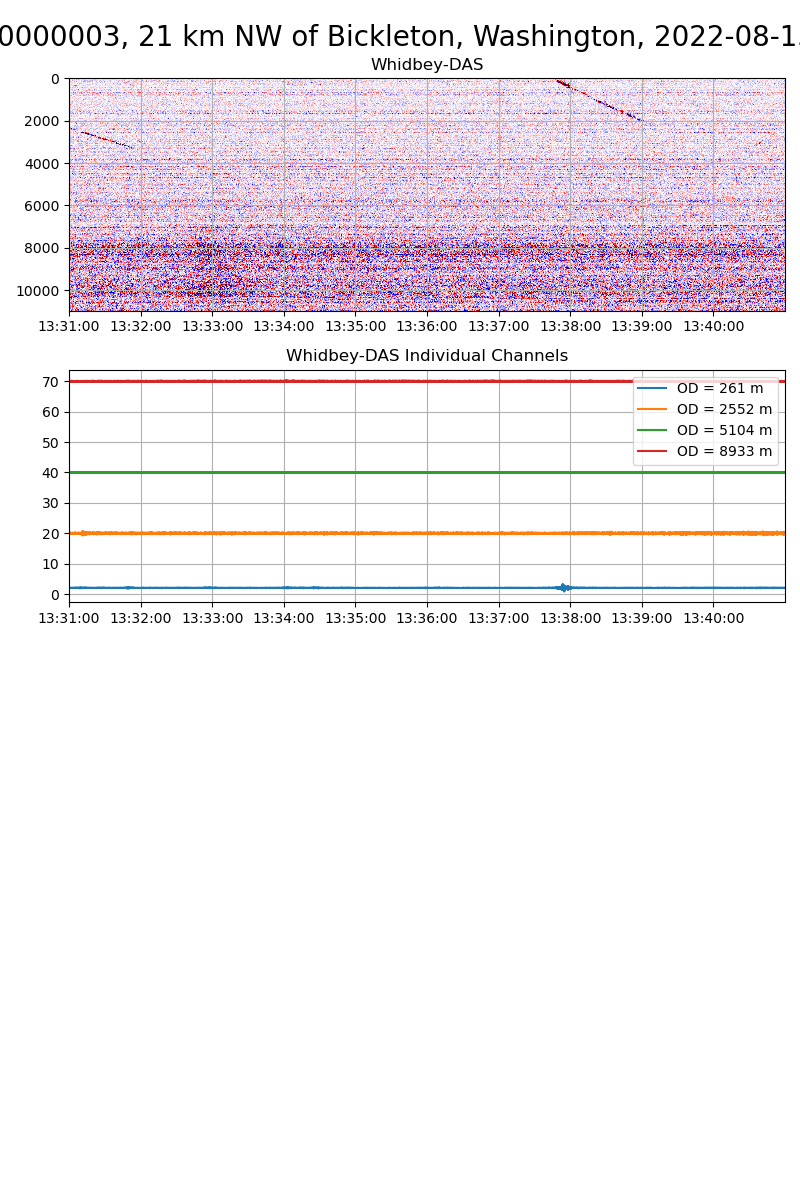 0000003, 21 km NW of Bickleton, Washington, 2022-08-1
Whidbey-DAS
0
2000
4000
6000
8000
10000
13:31:00 13:32:00 13:33:00 13:34:00 13:35:00 13:36:00 13:37:00 13:38:00 13:39:00 13:40:00
Whidbey-DAS Individual Channels
70
60
50
40
30
20
10
0
OD = 261 m
OD = 2552 m
OD = 5104 m
OD = 8933 m
13:31:00 13:32:00 13:33:00 13:34:00 13:35:00 13:36:00 13:37:00 13:38:00 13:39:00 13:40:00